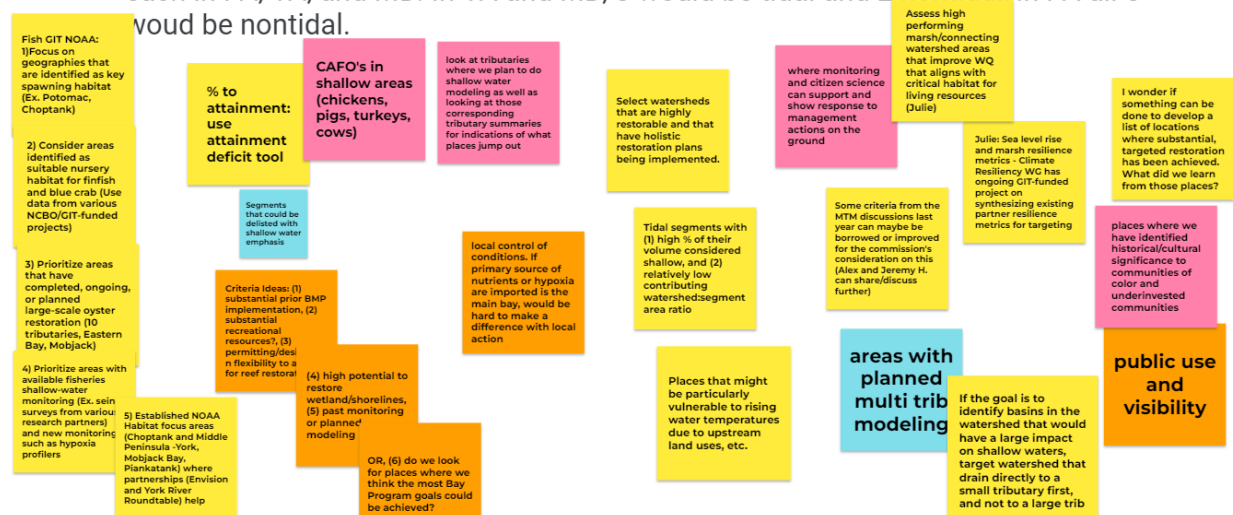 woud be nontidal.
Fish GIT NOAA:
1)Focus on
geographies that
are identified as key
spawning habitat
(Ex. Potomac,
Choptank)
2) Consider areas
identified as
suitable nursery
habitat for finfish
and blue crab (Use
data from various
NCBO/GIT-funded
projects)
3) Prioritize areas
that have
completed, ongoing,
or planned
large-scale oyster
restoration (10
tributaries, Eastern
Bay, Mobjack)
4) Prioritize areas with
available fisheries
shallow-water
monitoring (Ex. sein
surveys from various
research partners)
and new monitoring
such as hypoxia
profilers
5) Established NOAA
Habitat focus areas
(Choptank and Middle
Peninsula -York,
Mobjack Bay,
Piankatank) where
partnerships (Envision
and York River
Roundtable) help
% to
attainment:
use
attainment
deficit tool
CAFO's in
shallow areas
(chickens,
pigs, turkeys,
cows)
look at tributaries
where we plan to do
shallow water
modeling as well as
looking at those
corresponding
tributary summaries
for indications of what
places jump out
Segments
that could be
delisted with
shallow water
emphasis
Criteria Ideas: (1)
substantial prior BMP
implementation, (2)
substantial
recreational
resources?, (3)
permitting/desi
n flexibility to a
for reef restorat
(4) high potential to
restore
wetland/shorelines,
(5) past monitoring
or planned
modeling
OR, (6) do we look
for places where we
think the most Bay
Program goals could
be achieved?
local control of
conditions. If
primary source of
nutrients or hypoxia
are imported is the
main bay, would be
hard to make a
difference with local
action
Select watersheds
that are highly
restorable and that
have holistic
restoration plans
being implemented.
Tidal segments with
(1) high % of their
volume considered
shallow, and (2)
relatively low
contributing
watershed:segment
area ratio
Places that might
be particularly
vulnerable to rising
water temperatures
due to upstream
land uses, etc.
where monitoring
and citizen science
can support and
show response to
management
actions on the
ground
Assess high
performing
marsh/connecting
watershed areas
that improve WQ
that aligns with
critical habitat for
living resources
(Julie)
Julie: Sea level rise
and marsh resilience
metrics - Climate
Resiliency WG has
ongoing GIT-funded
project on
synthesizing existing
partner resilience
metrics for targeting
Some criteria from the
MTM discussions last
year can maybe be
borrowed or improved
for the commission's
consideration on this
(Alex and Jeremy H.
can share/discuss
further)
I wonder if
something can be
done to develop a
list of locations
where substantial,
targeted restoration
has been achieved.
What did we learn
from those places?
places where we
have identified
historical/cultural
significance to
communities of
color and
underinvested
communities
areas with
planned
multi trib
modeling
If the goal is to
identify basins in the
watershed that would
have a large impact
on shallow waters,
target watershed that
drain directly to a
small tributary first,
and not to a large trib
public use
and
visibility